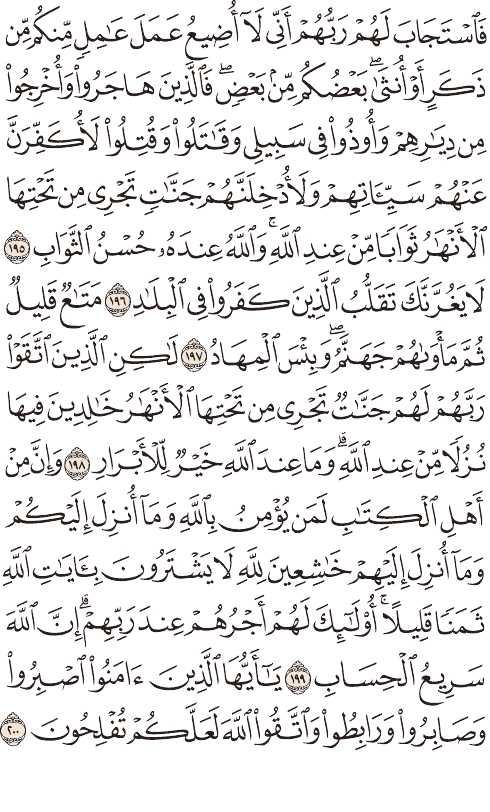 فَٱسْتَجَابَ لَهُمْ رَبُّهُمْ أَنِّى لَآ أُضِيعُ عَمَلَ عَٰمِلٍ مِّنكُم مِّن
ذَكَرٍ أَوْ أُنثَىٰۖ بَعْضُكُم مِّنۢ بَعْضٍۖ فَٱلَّذِينَ هَاجَرُوا۟ وَأُخْرِجُوا۟
مِن دِيَٰرِهِمْ وَأُوذُوا۟ فِى سَبِيلِى وَقَٰتَلُوا۟ وَقُتِلُوا۟ لَأُكَفِّرَنَّ
عَنْهُمْ سَيِّـَٔاتِهِمْ وَلَأُدْخِلَنَّهُمْ جَنَّٰتٍ تَجْرِى مِن تَحْتِهَا
ٱلْأَنْهَٰرُ ثَوَابًا مِّنْ عِندِ ٱللَّهِۚ وَٱللَّهُ عِندَهُۥ حُسْنُ ٱلثَّوَابِ ١٩٥
لَا يَغُرَّنَّكَ تَقَلُّبُ ٱلَّذِينَ كَفَرُوا۟ فِى ٱلْبِلَٰدِ ١٩٦ مَتَٰعٌ قَلِيلٌ
ثُمَّ مَأْوَىٰهُمْ جَهَنَّمُۖ وَبِئْسَ ٱلْمِهَادُ ١٩٧ لَٰكِنِ ٱلَّذِينَ ٱتَّقَوْا۟
رَبَّهُمْ لَهُمْ جَنَّٰتٌ تَجْرِى مِن تَحْتِهَا ٱلْأَنْهَٰرُ خَٰلِدِينَ فِيهَا
نُزُلًا مِّنْ عِندِ ٱللَّهِۗ وَمَا عِندَ ٱللَّهِ خَيْرٌ لِّلْأَبْرَارِ ١٩٨ وَإِنَّ مِنْ
أَهْلِ ٱلْكِتَٰبِ لَمَن يُؤْمِنُ بِٱللَّهِ وَمَآ أُنزِلَ إِلَيْكُمْ
وَمَآ أُنزِلَ إِلَيْهِمْ خَٰشِعِينَ لِلَّهِ لَا يَشْتَرُونَ بِـَٔايَٰتِ ٱللَّهِ
ثَمَنًا قَلِيلًاۚ أُو۟لَٰٓئِكَ لَهُمْ أَجْرُهُمْ عِندَ رَبِّهِمْۗ إِنَّ ٱللَّهَ
سَرِيعُ ٱلْحِسَابِ ١٩٩ يَٰٓأَيُّهَا ٱلَّذِينَ ءَامَنُوا۟ ٱصْبِرُوا۟
وَصَابِرُوا۟ وَرَابِطُوا۟ وَٱتَّقُوا۟ ٱللَّهَ لَعَلَّكُمْ تُفْلِحُونَ ٢٠٠